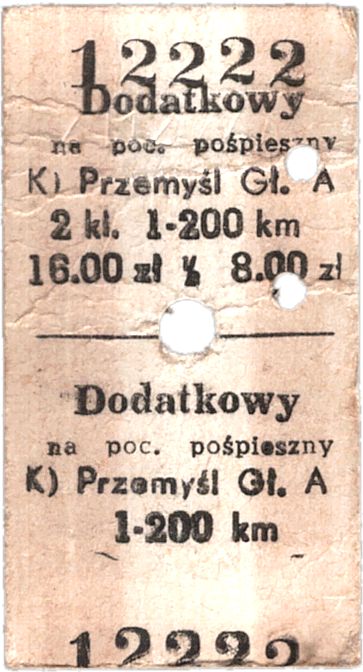 12222
Dodatkowy
na poc. pośpieszny
K) Przemyśl Gł. A
2 kl. 1-200 km
16.00 zł ½ 8.00 zł
Dodatkowy
na poc. pośpieszny
K) Przemyśl Gł. A
1-200 km
12222